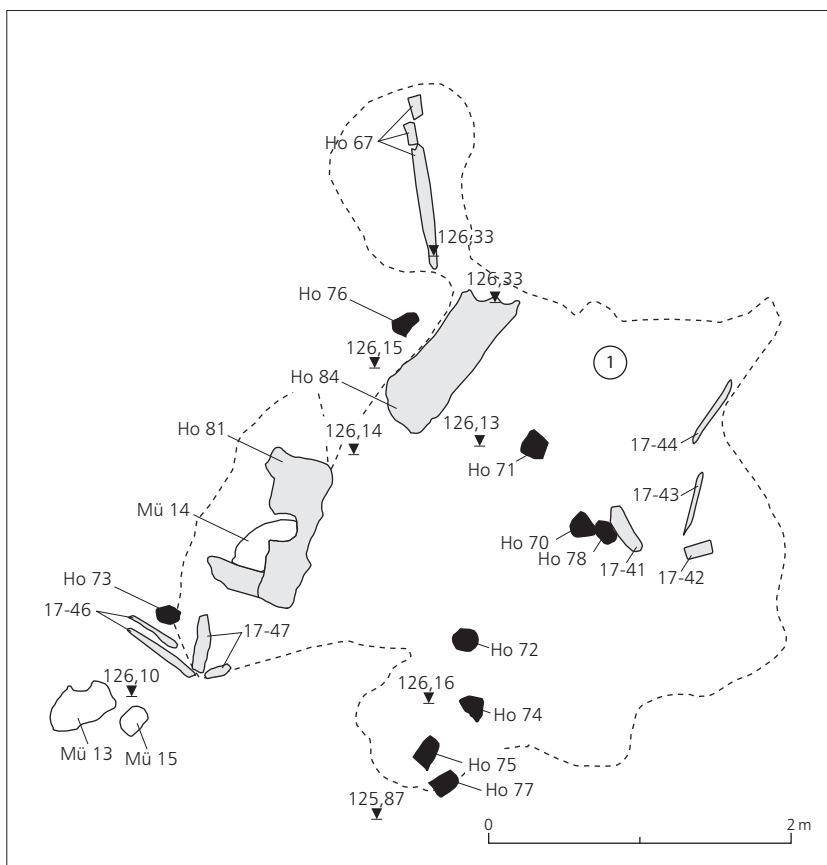 Ho 67
126,33
126,33
Ho 76
126,15
1
Ho 84
Ho 81
126,14
126,13
17-44
Ho 71
17-43
Mü 14
Ho 70
Ho 78
17-41
17-42
Ho 73
17-46
17-47
Ho 72
126,10
126,16
Ho 74
Mü 13
Mü 15
Ho 75
Ho 77
125,87
0
2 m